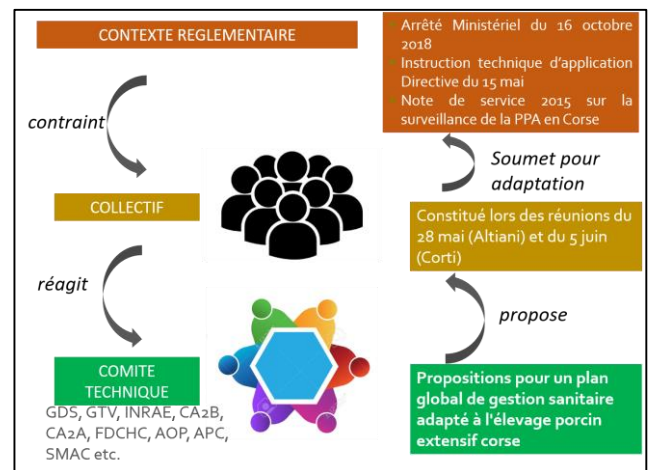 CONTEXTE REGLEMENTAIRE
contraint
COLLECTIF
réagit
COMITE
TECHNIQUE
GDS, GTV, INRAE, CA2B,
CA2A, FDCHC, AOP, APC,
SMAC etc.
Arrêté Ministériel du 16 octobre
2018
Instruction technique d'application
Directive du 15 mai
Note de service 2015 sur la
surveillance de la PPA en Corse
Soumet pour
adaptation
Constitué lors des réunions du
28 mai (Altiani) et du 5 juin
(Corti)
propose
Propositions pour un plan
global de gestion sanitaire
adapté à l'élevage porcin
extensif corse